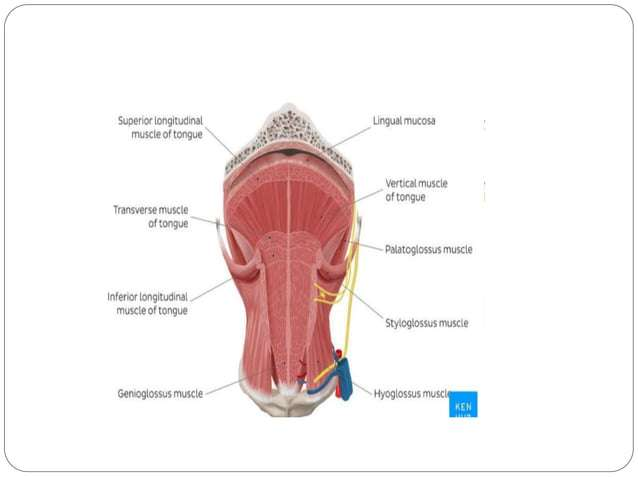 Superior longitudinal
muscle of tongue
Lingual mucosa
Vertical muscle
of tongue
Transverse muscle
of tongue
Palatoglossus muscle
Inferior longitudinal
muscle of tongue
Styloglossus muscle
Genioglossus muscle
Hyoglossus muscle
KEN